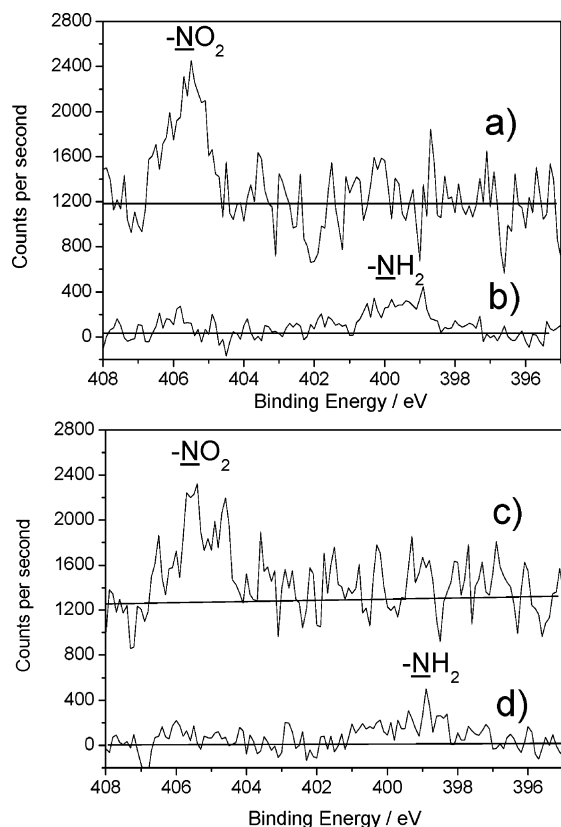 2800
2400
2000
1600
1200
800
400
0
Counts per second
-NO2
a)
-NH2
b)
408 406 404 402 400 398 396
Binding Energy / eV
2800
2400
2000
1600
1200
800
400
0
Counts per second
-NO2
c)
-NH2
d)
408 406 404 402 400 398 396
Binding Energy / eV